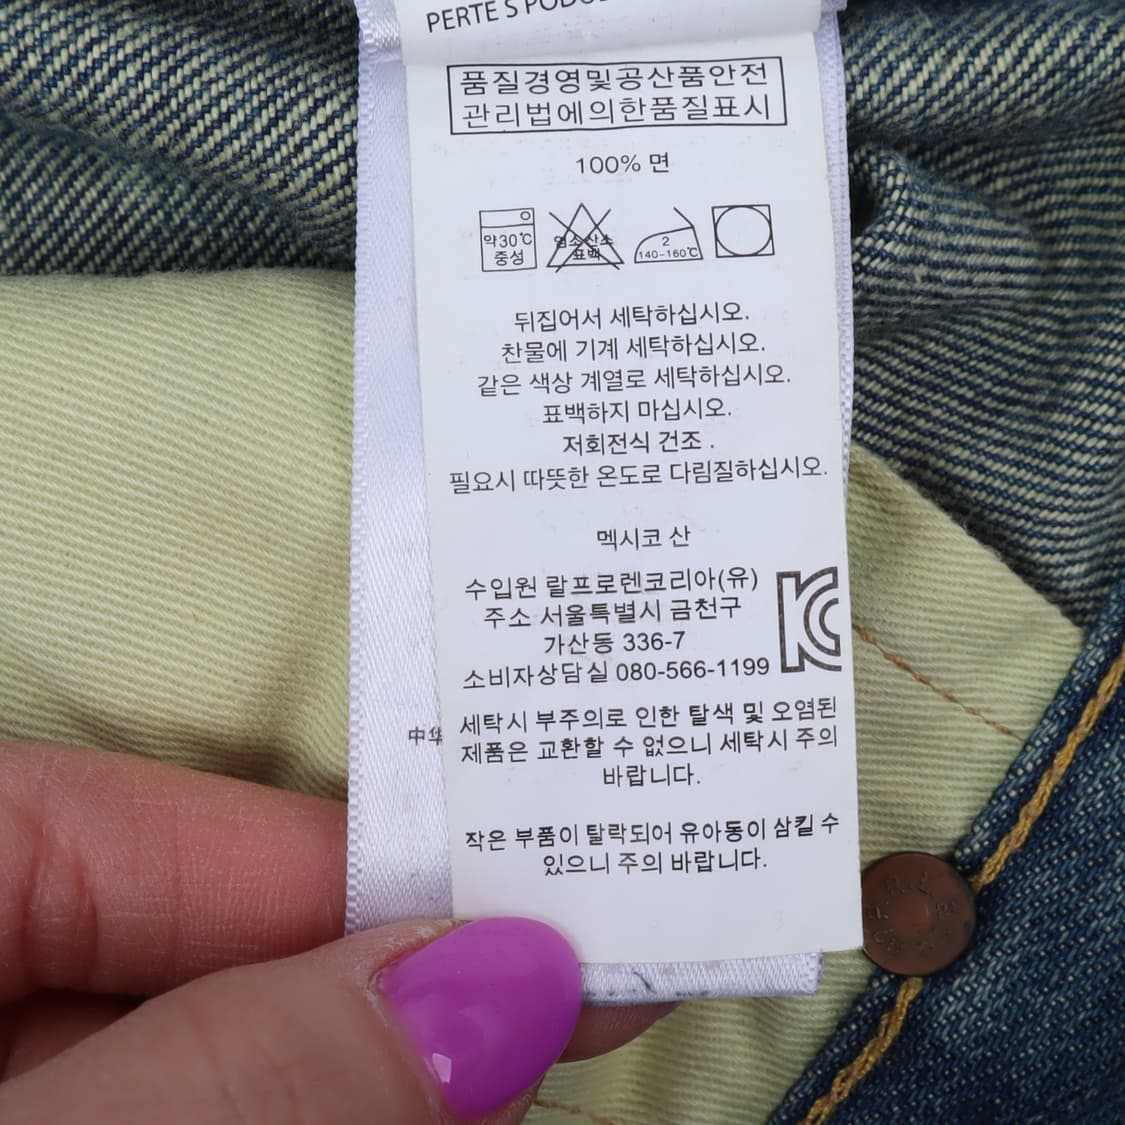 PERTE S
품질경영및공산품안전
관리법에의한품질표시
100% 면
약30℃
중성
염소산소
표백
2
140-160℃
뒤집어서 세탁하십시오.
찬물에 기계 세탁하십시오.
같은 색상 계열로 세탁하십시오.
표백하지 마십시오.
저회전식 건조 .
필요시 따뜻한 온도로 다림질하십시오.
멕시코 산
수입원 랄프로렌코리아(유)
주소 서울특별시 금천구
가산동 336-7
소비자상담실 080-566-1199
KC
세탁시 부주의로 인한 탈색 및 오염된
제품은 교환할 수 없으니 세탁시 주의
바랍니다.
中华
작은 부품이 탈락되어 유아동이 삼킬 수
있으니 주의 바랍니다.